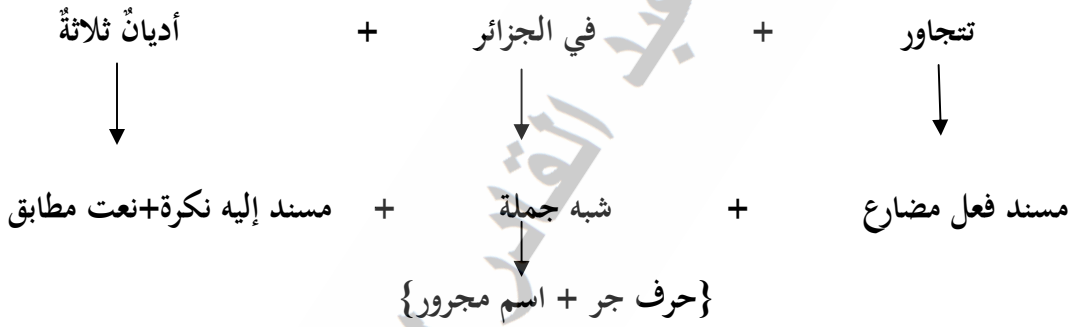 تتجاور + في الجزائر + أديانٌ ثلاثةٌ
مسند فعل مضارع + شبه جملة + مسند إليه نكرة+نعت مطابق
{حرف جر + اسم مجرور}